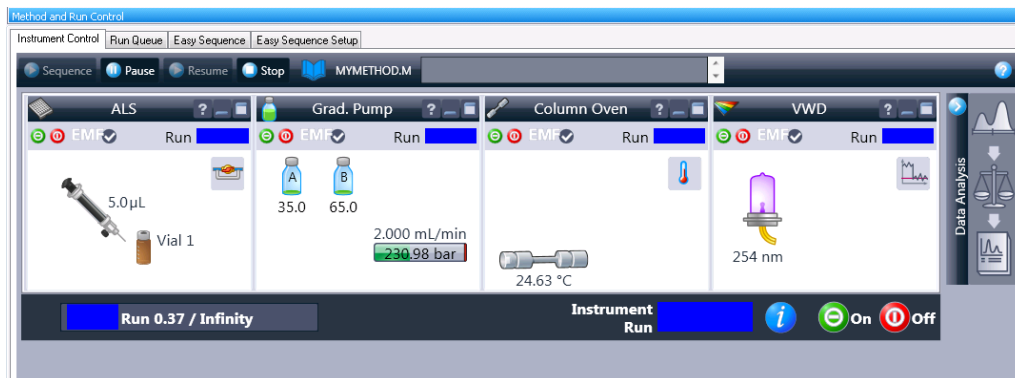 Method and Run Control
Instrument Control Run Queue Easy Sequence Easy Sequence Setup
Sequence Pause Resume Stop MYMETHOD.M ?
ALS ? Grad. Pump ? Column Oven ? VWD ?
EMF Run EMF Run EMF Run EMF Run
A B
5.0 µL 35.0 65.0
Vial 1 2.000 mL/min
230.98 bar
24.63 °C
254 nm
Data Analysis
Run 0.37 / Infinity
Instrument
Run
i On Off